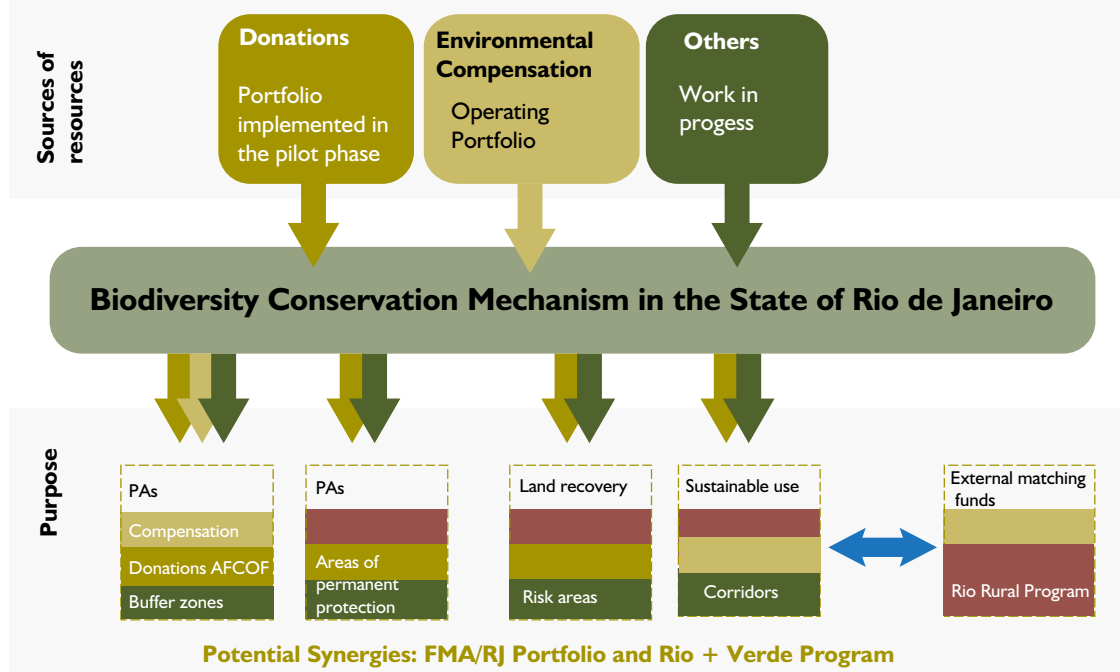 Sources of
resources
Donations
Portfolio
implemented in
the pilot phase
Environmental
Compensation
Operating
Portfolio
Others
Work in
progess
Biodiversity Conservation Mechanism in the State of Rio de Janeiro
Purpose
PAs
Compensation
Donations AFCOF
Buffer zones
PAs
Areas of
permanent
protection
Land recovery
Risk areas
Sustainable use
Corridors
External matching
funds
Rio Rural Program
Potential Synergies: FMA/RJ Portfolio and Rio + Verde Program